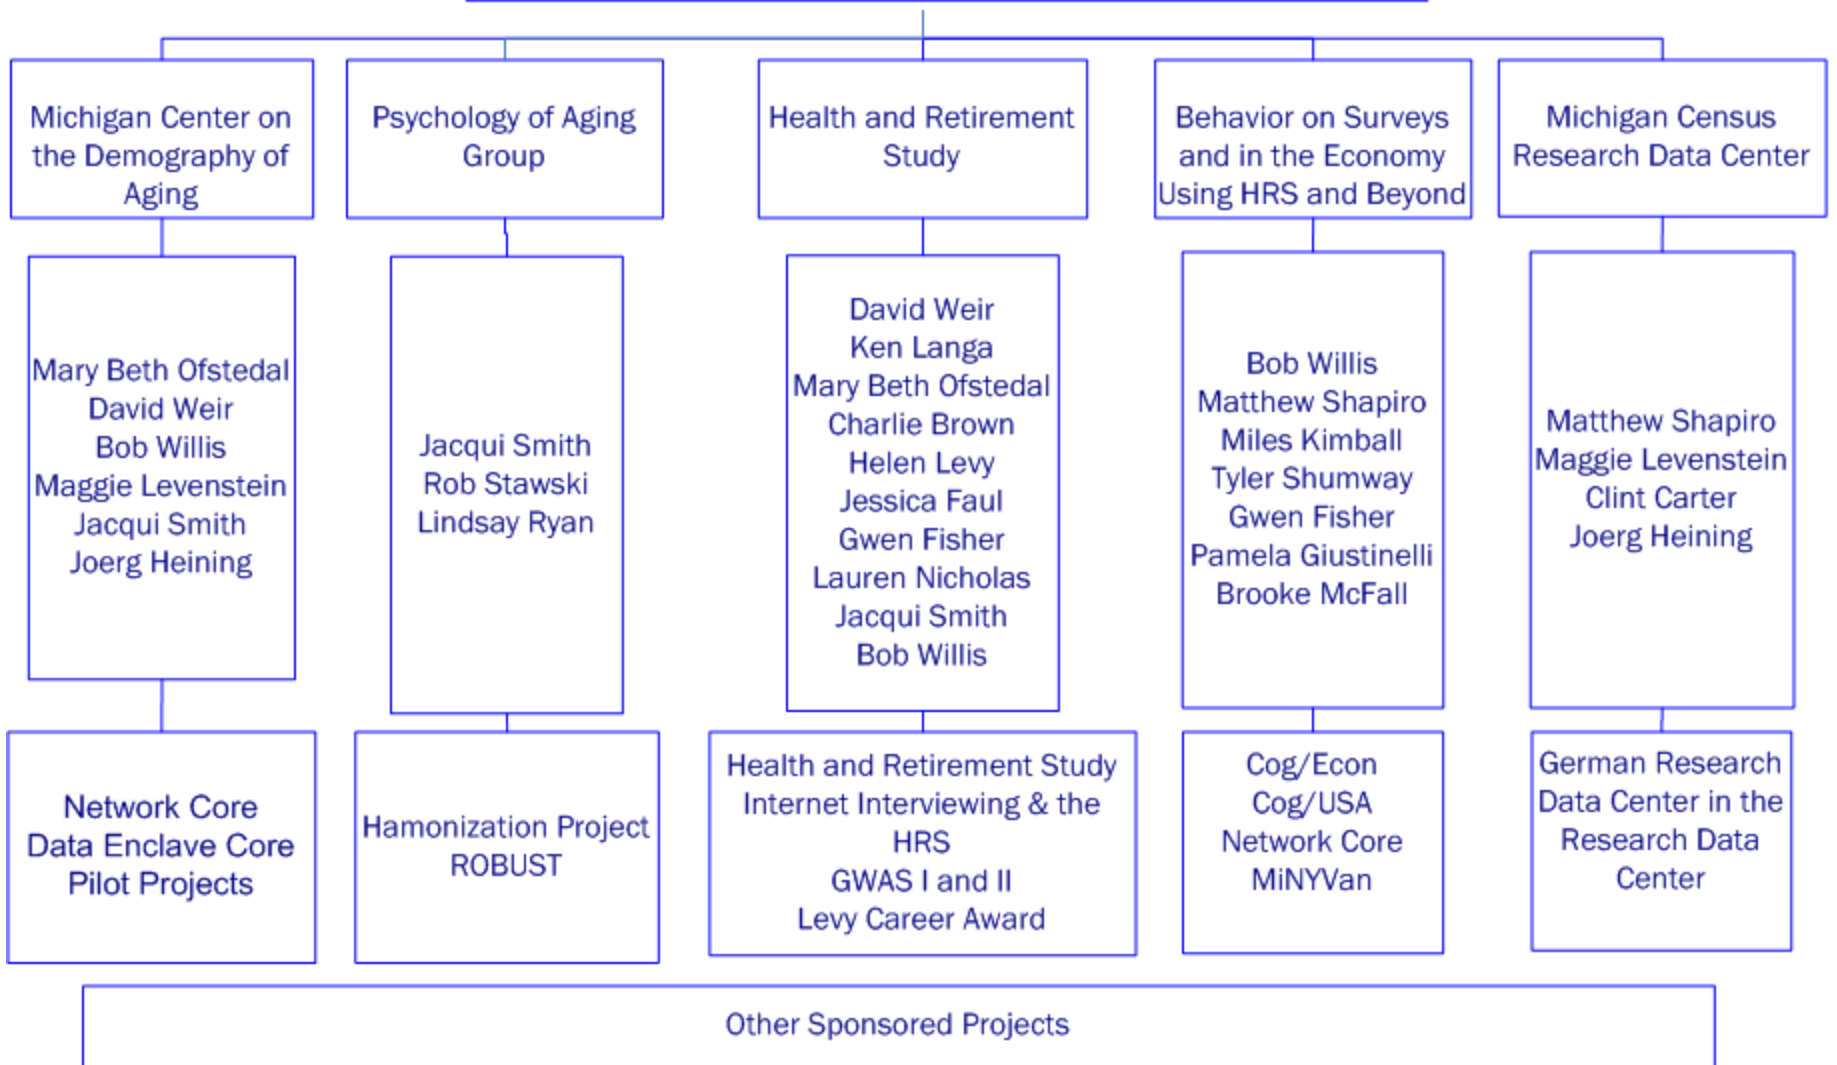 Michigan Center on
the Demography of
Aging
Psychology of Aging
Group
Health and Retirement
Study
Behavior on Surveys
and in the Economy
Using HRS and Beyond
Michigan Census
Research Data Center
Mary Beth Ofstedal
David Weir
Bob Willis
Maggie Levenstein
Jacqui Smith
Joerg Heining
Jacqui Smith
Rob Stawski
Lindsay Ryan
David Weir
Ken Langa
Mary Beth Ofstedal
Charlie Brown
Helen Levy
Jessica Faul
Gwen Fisher
Lauren Nicholas
Jacqui Smith
Bob Willis
Bob Willis
Matthew Shapiro
Miles Kimball
Tyler Shumway
Gwen Fisher
Pamela Giustinelli
Brooke McFall
Matthew Shapiro
Maggie Levenstein
Clint Carter
Joerg Heining
Network Core
Data Enclave Core
Pilot Projects
Hamonization Project
ROBUST
Health and Retirement Study
Internet Interviewing & the
HRS
GWAS I and II
Levy Career Award
Cog/Econ
Cog/USA
Network Core
MiNYVan
German Research
Data Center in the
Research Data
Center
Other Sponsored Projects